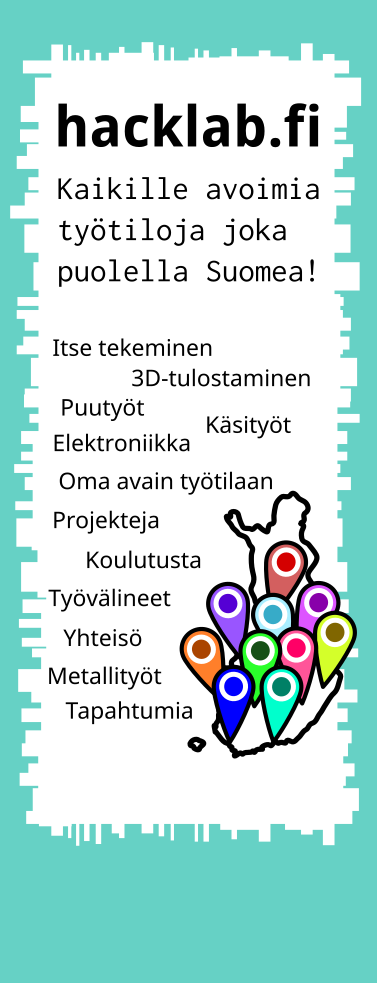 hacklab.fi
Kaikille avoimia
työtiloja joka
puolella Suomea!
Itse tekeminen
3D-tulostaminen
Puutyöt
Käsityöt
Elektroniikka
Oma avain työtilaan
Projekteja
Koulutusta
Työvälineet
Yhteisö
Metallityöt
Tapahtumia